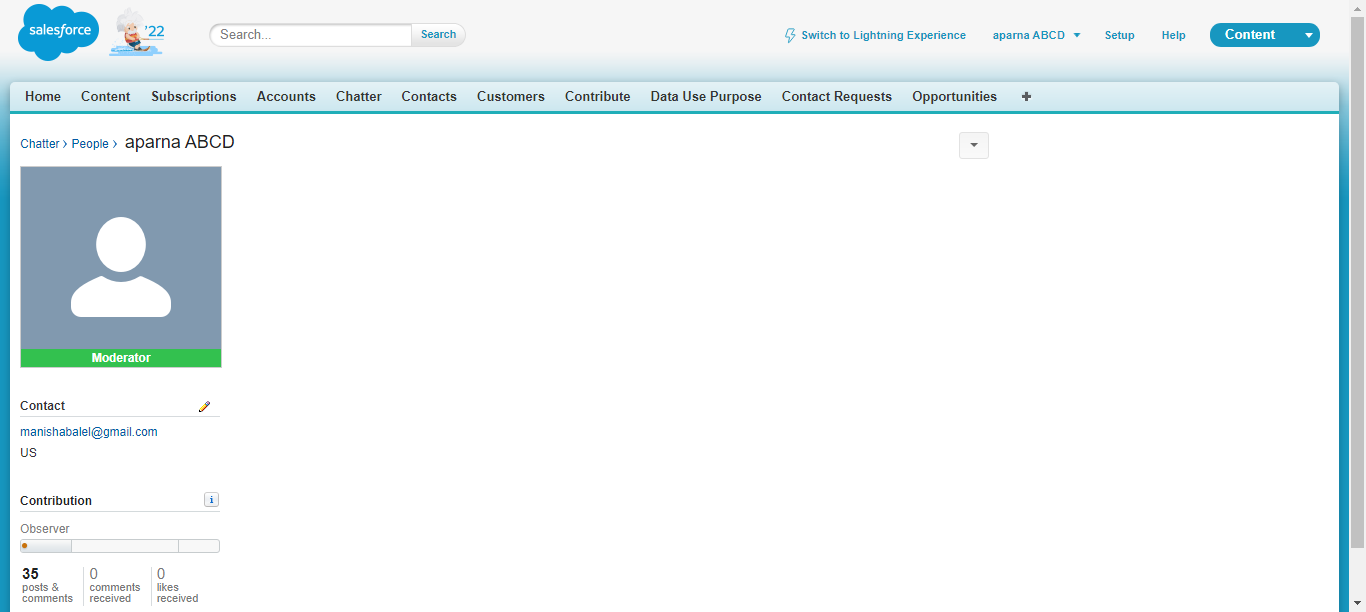 salesforce
'22
Search...
Search
Switch to Lightning Experience
aparna ABCD
Setup
Help
Content
Home Content Subscriptions Accounts Chatter Contacts Customers Contribute Data Use Purpose Contact Requests Opportunities +
Chatter › People › aparna ABCD
Moderator
Contact
manishabalel@gmail.com
US
Contribution
i
Observer
35 0 0
posts & comments likes
comments received received